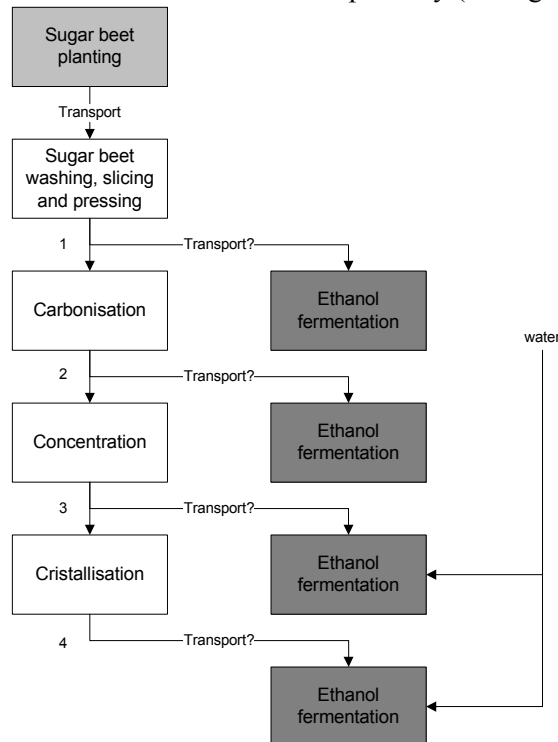 Sugar beet
planting
Transport
Sugar beet
washing, slicing
and pressing
1
Transport?
Carbonisation
Ethanol
fermentation
water
2
Transport?
Concentration
Ethanol
fermentation
3
Transport?
Cristallisation
Ethanol
fermentation
4
Transport?
Ethanol
fermentation